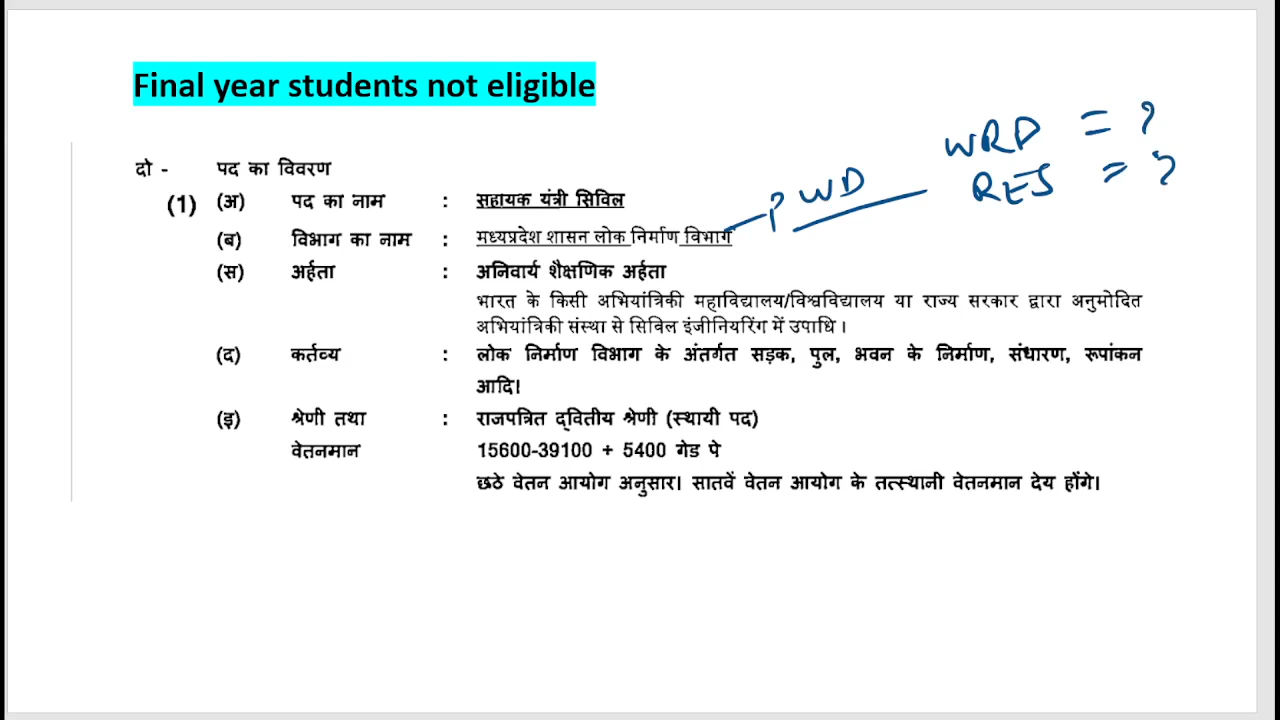 Final year students not eligible
WRD = ?
PWD RES = ?
दो - पद का विवरण
(1) (अ) पद का नाम : सहायक यंत्री सिविल
(ब) विभाग का नाम : मध्यप्रदेश शासन लोक निर्माण विभाग
(स) अर्हता : अनिवार्य शैक्षणिक अर्हता
भारत के किसी अभियांत्रिकी महाविद्यालय/विश्वविद्यालय या राज्य सरकार द्वारा अनुमोदित
अभियांत्रिकी संस्था से सिविल इंजीनियरिंग में उपाधि ।
(द) कर्तव्य : लोक निर्माण विभाग के अंतर्गत सड़क, पुल, भवन के निर्माण, संधारण, रूपांकन
आदि।
(इ) श्रेणी तथा : राजपत्रित द्वितीय श्रेणी (स्थायी पद)
वेतनमान 15600-39100 + 5400 गेड पे
छठे वेतन आयोग अनुसार। सातवें वेतन आयोग के तत्स्थानी वेतनमान देय होंगे।